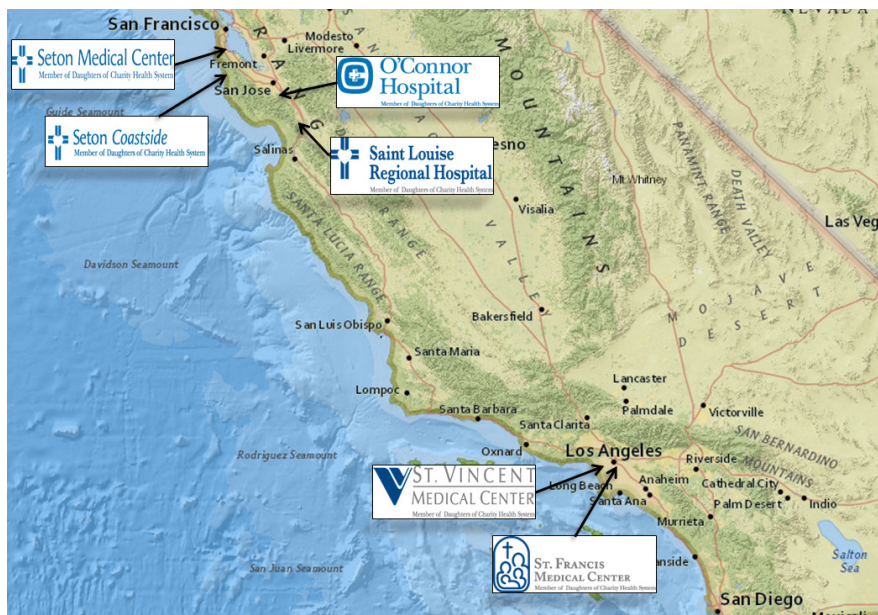 NEVADA
San Francisco
Modesto
Livermore
Seton Medical Center
Member of Daughters of Charity Health System
Fremont
San Jose
O'Connor
Hospital
Member of Daughters of Charity Health System
Guide Seamount
Seton Coastside
Member of Daughters of Charity Health System
Salinas
Saint Louise
Regional Hospital
Member of Daughters of Charity Health System
esno
MOUNTAINS
RANGE
VALLEY
Mt Whitney
PANAMINT RANGE
DEATH VALLEY
Visalia
Las Veg
SANTA LUCIA RANGE
Davidson Seamount
MOJAVE
DESERT
San Luis Obispo
Bakersfield
Santa Maria
Lompoc
Lancaster
Palmdale
Victorville
Santa Barbara
Santa Clarita
SAN BERNARDINO
MOUNTAINS
Oxnard
Los Angeles
Riverside
Rodriguez Seamount
ST. VINCENT
MEDICAL CENTER
Member of Daughters of Charity Health System
Long Beach
Anaheim
Santa Ana
Cathedral City
Palm Desert
Indio
Murrieta
San Juan Seamount
ST. FRANCIS
MEDICAL CENTER
Member of Daughters of Charity Health System
anside
Salton
Sea
San Diego